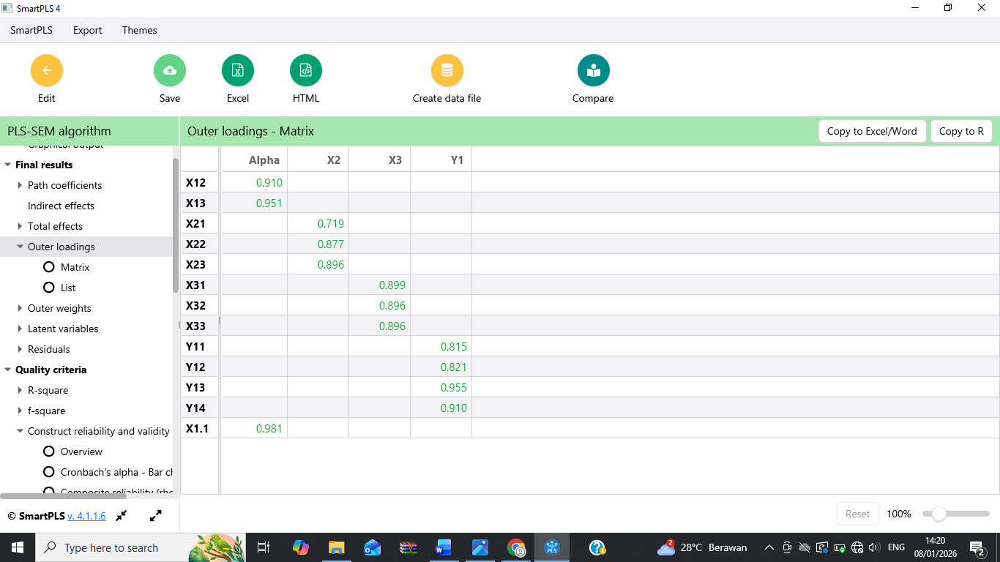 SmartPLS 4
SmartPLS Export Themes
Edit Save Excel HTML Create data file Compare
PLS-SEM algorithm
Graphical output
Final results
Path coefficients
Indirect effects
Total effects
Outer loadings
Matrix
List
Outer weights
Latent variables
Residuals
Quality criteria
R-square
f-square
Construct reliability and validity
Overview
Cronbach's alpha - Bar ch
Composite reliability (rho
© SmartPLS v. 4.1.1.6
Outer loadings - Matrix Copy to Excel/Word Copy to R
Alpha X2 X3 Y1
X12 0.910
X13 0.951
X21 0.719
X22 0.877
X23 0.896
X31 0.899
X32 0.896
X33 0.896
Y11 0.815
Y12 0.821
Y13 0.955
Y14 0.910
X1.1 0.981
Reset 100%
Type here to search 28°C Berawan ENG 14:20
08/01/2026
2
2
PLS